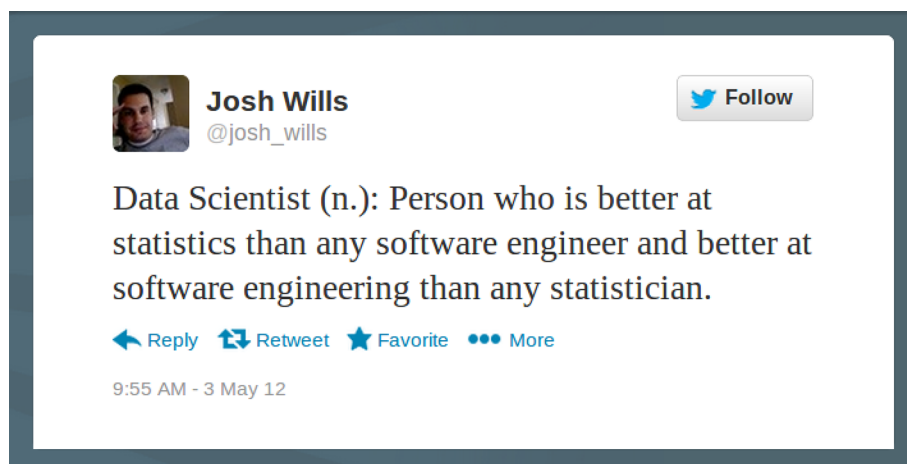 Josh Wills
@josh_wills
Follow
Data Scientist (n.): Person who is better at
statistics than any software engineer and better at
software engineering than any statistician.
Reply Retweet Favorite More
9:55 AM - 3 May 12